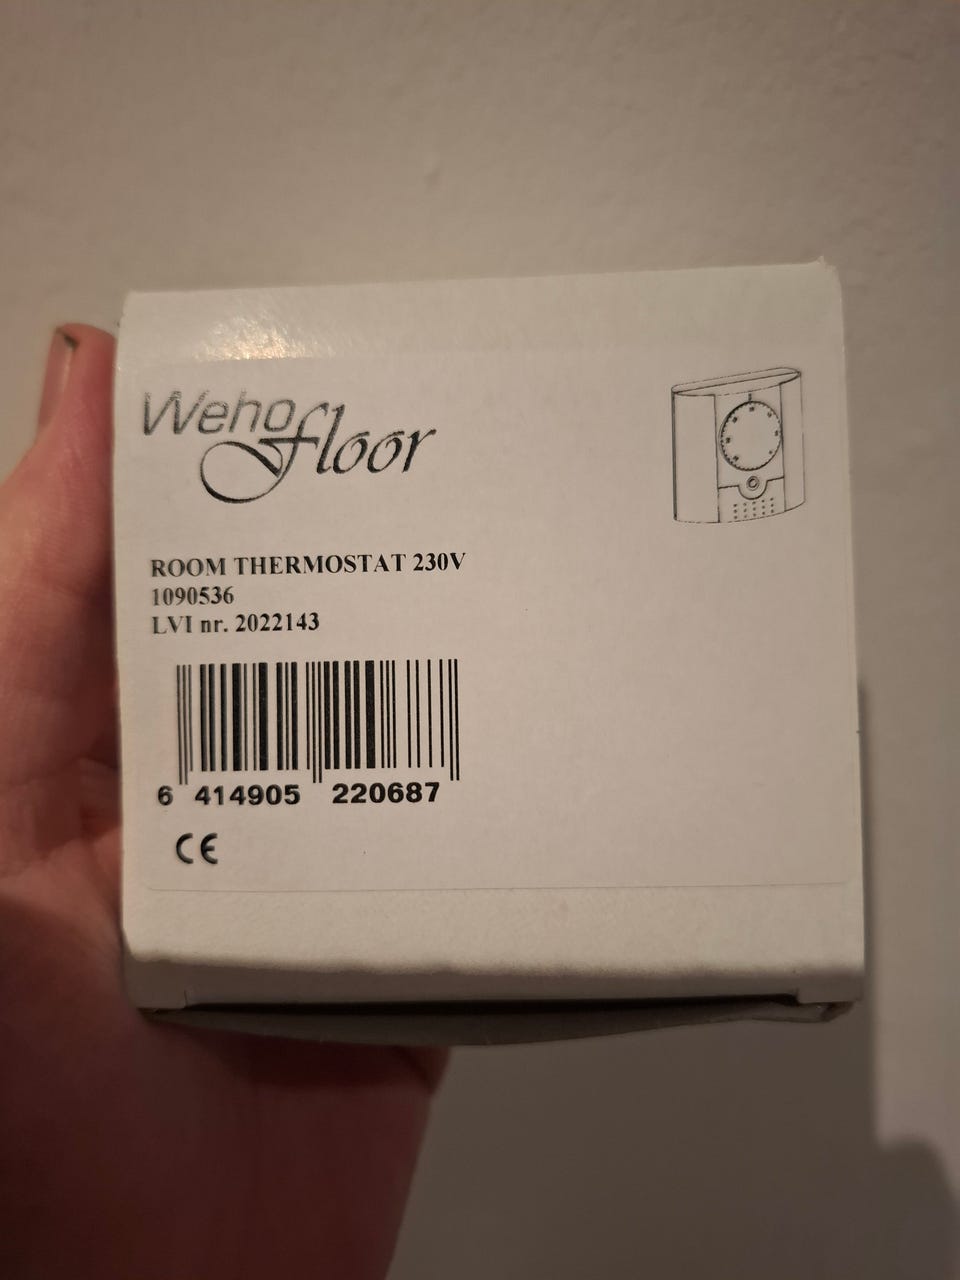 Weho floor
ROOM THERMOSTAT 230V
1090536
LVI nr. 2022143
6 414905 220687
CE